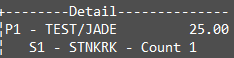 +--------Detail--------------
P1 - TEST/JADE 25.00
S1 - STNKRK - Count 1